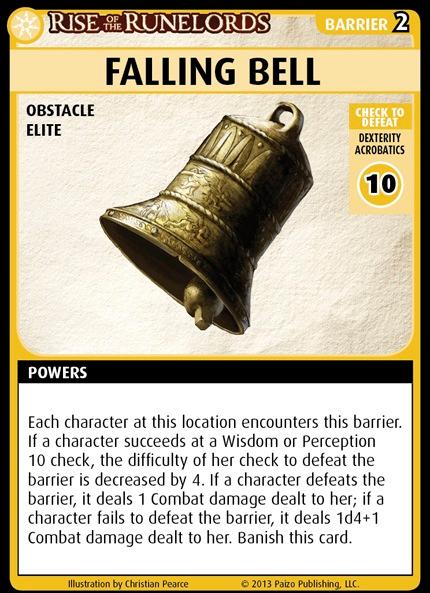 RISE OF THE RUNELORDS BARRIER 2
FALLING BELL
OBSTACLE
ELITE
CHECK TO
DEFEAT
DEXTERITY
ACROBATICS
10
POWERS
Each character at this location encounters this barrier.
If a character succeeds at a Wisdom or Perception
10 check, the difficulty of her check to defeat the
barrier is decreased by 4. If a character defeats the
barrier, it deals 1 Combat damage dealt to her; if a
character fails to defeat the barrier, it deals 1d4+1
Combat damage dealt to her. Banish this card.
Illustration by Christian Pearce © 2013 Paizo Publishing, LLC.